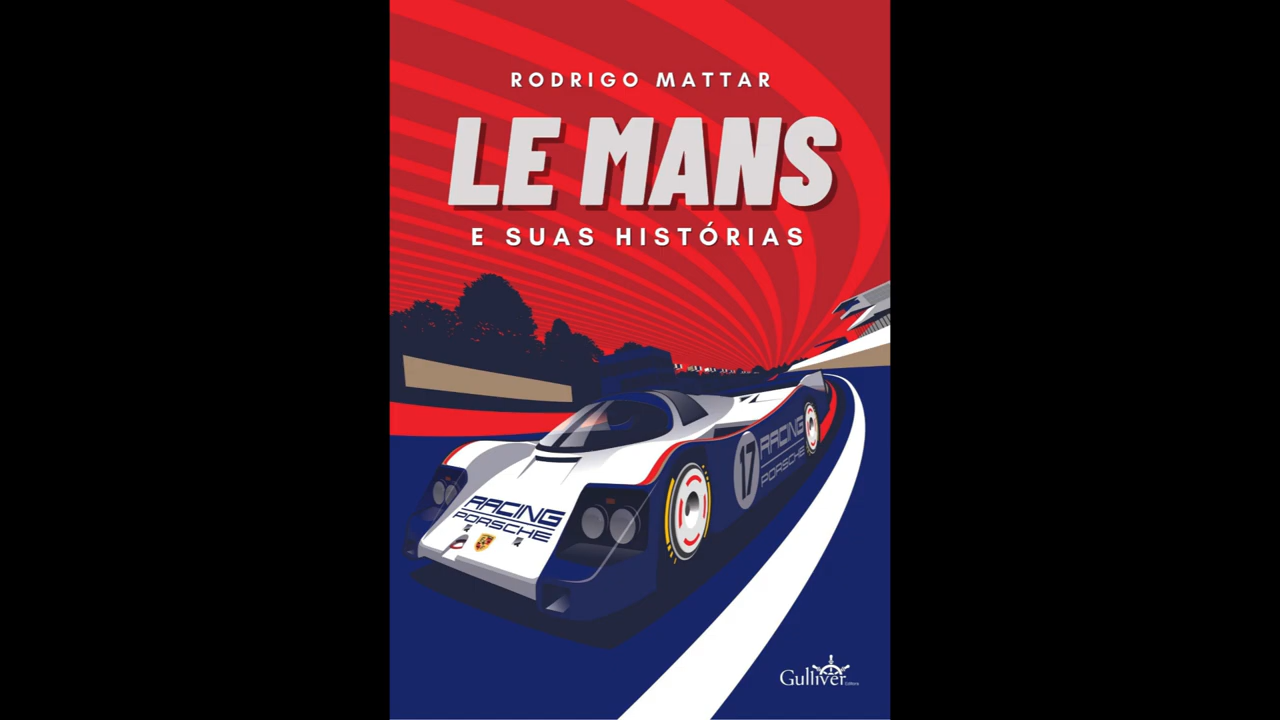 RODRIGO MATTAR
LE MANS
E SUAS HISTÓRIAS
17
RACING
PORSCHE
RACING
PORSCHE
Gulliver